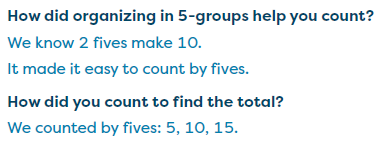 How did organizing in 5-groups help you count?
We know 2 fives make 10.
It made it easy to count by fives.
How did you count to find the total?
We counted by fives: 5, 10, 15.